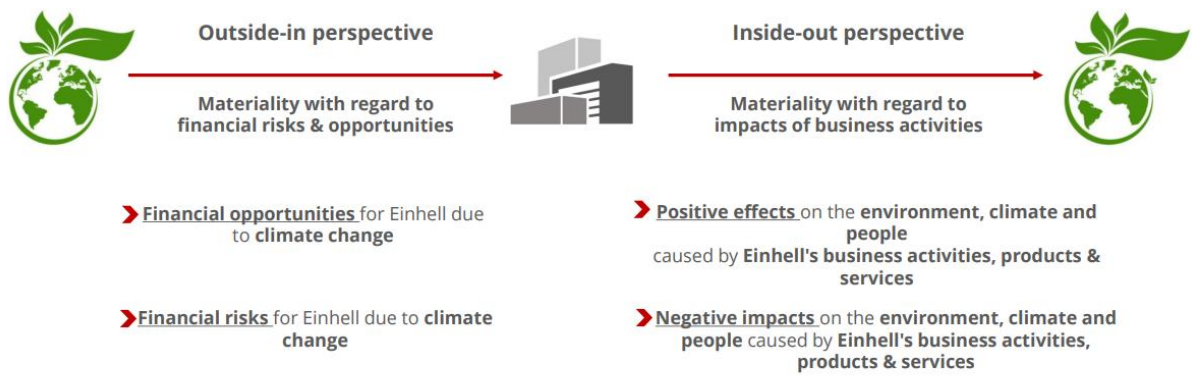 Outside-in perspective
Materiality with regard to
financial risks & opportunities
Inside-out perspective
Materiality with regard to
impacts of business activities
Financial opportunities for Einhell due
to climate change
Financial risks for Einhell due to climate
change
Positive effects on the environment, climate and
people
caused by Einhell's business activities, products &
services
Negative impacts on the environment, climate and
people caused by Einhell's business activities,
products & services